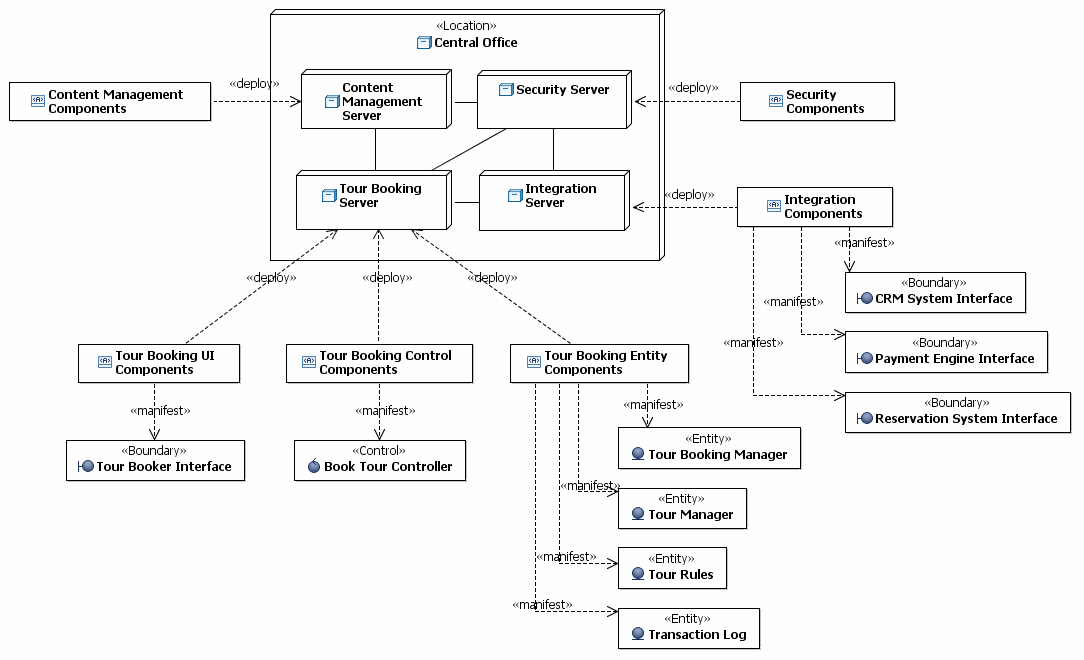 «Location»
Central Office
Content Management
Components
«deploy»
Content
Management
Server
Security Server
«deploy»
Security
Components
Tour Booking
Server
Integration
Server
«deploy»
Integration
Components
«manifest»
«manifest»
«manifest»
«Boundary»
CRM System Interface
«Boundary»
Payment Engine Interface
«Boundary»
Reservation System Interface
«deploy»
«deploy»
«deploy»
Tour Booking UI
Components
Tour Booking Control
Components
Tour Booking Entity
Components
«manifest»
«manifest»
«manifest»
«Boundary»
Tour Booker Interface
«Control»
Book Tour Controller
«Entity»
Tour Booking Manager
«manifest»
«Entity»
Tour Manager
«manifest»
«Entity»
Tour Rules
«manifest»
«Entity»
Transaction Log